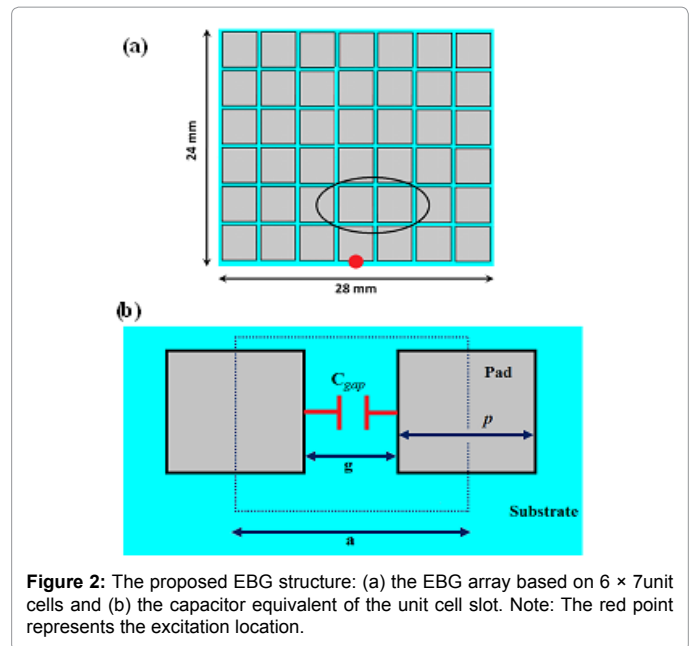 (a)
24 mm
28 mm
(b)
Cgap
Pad
p
g
Substrate
a
Figure 2: The proposed EBG structure: (a) the EBG array based on 6 × 7unit
cells and (b) the capacitor equivalent of the unit cell slot. Note: The red point
represents the excitation location.